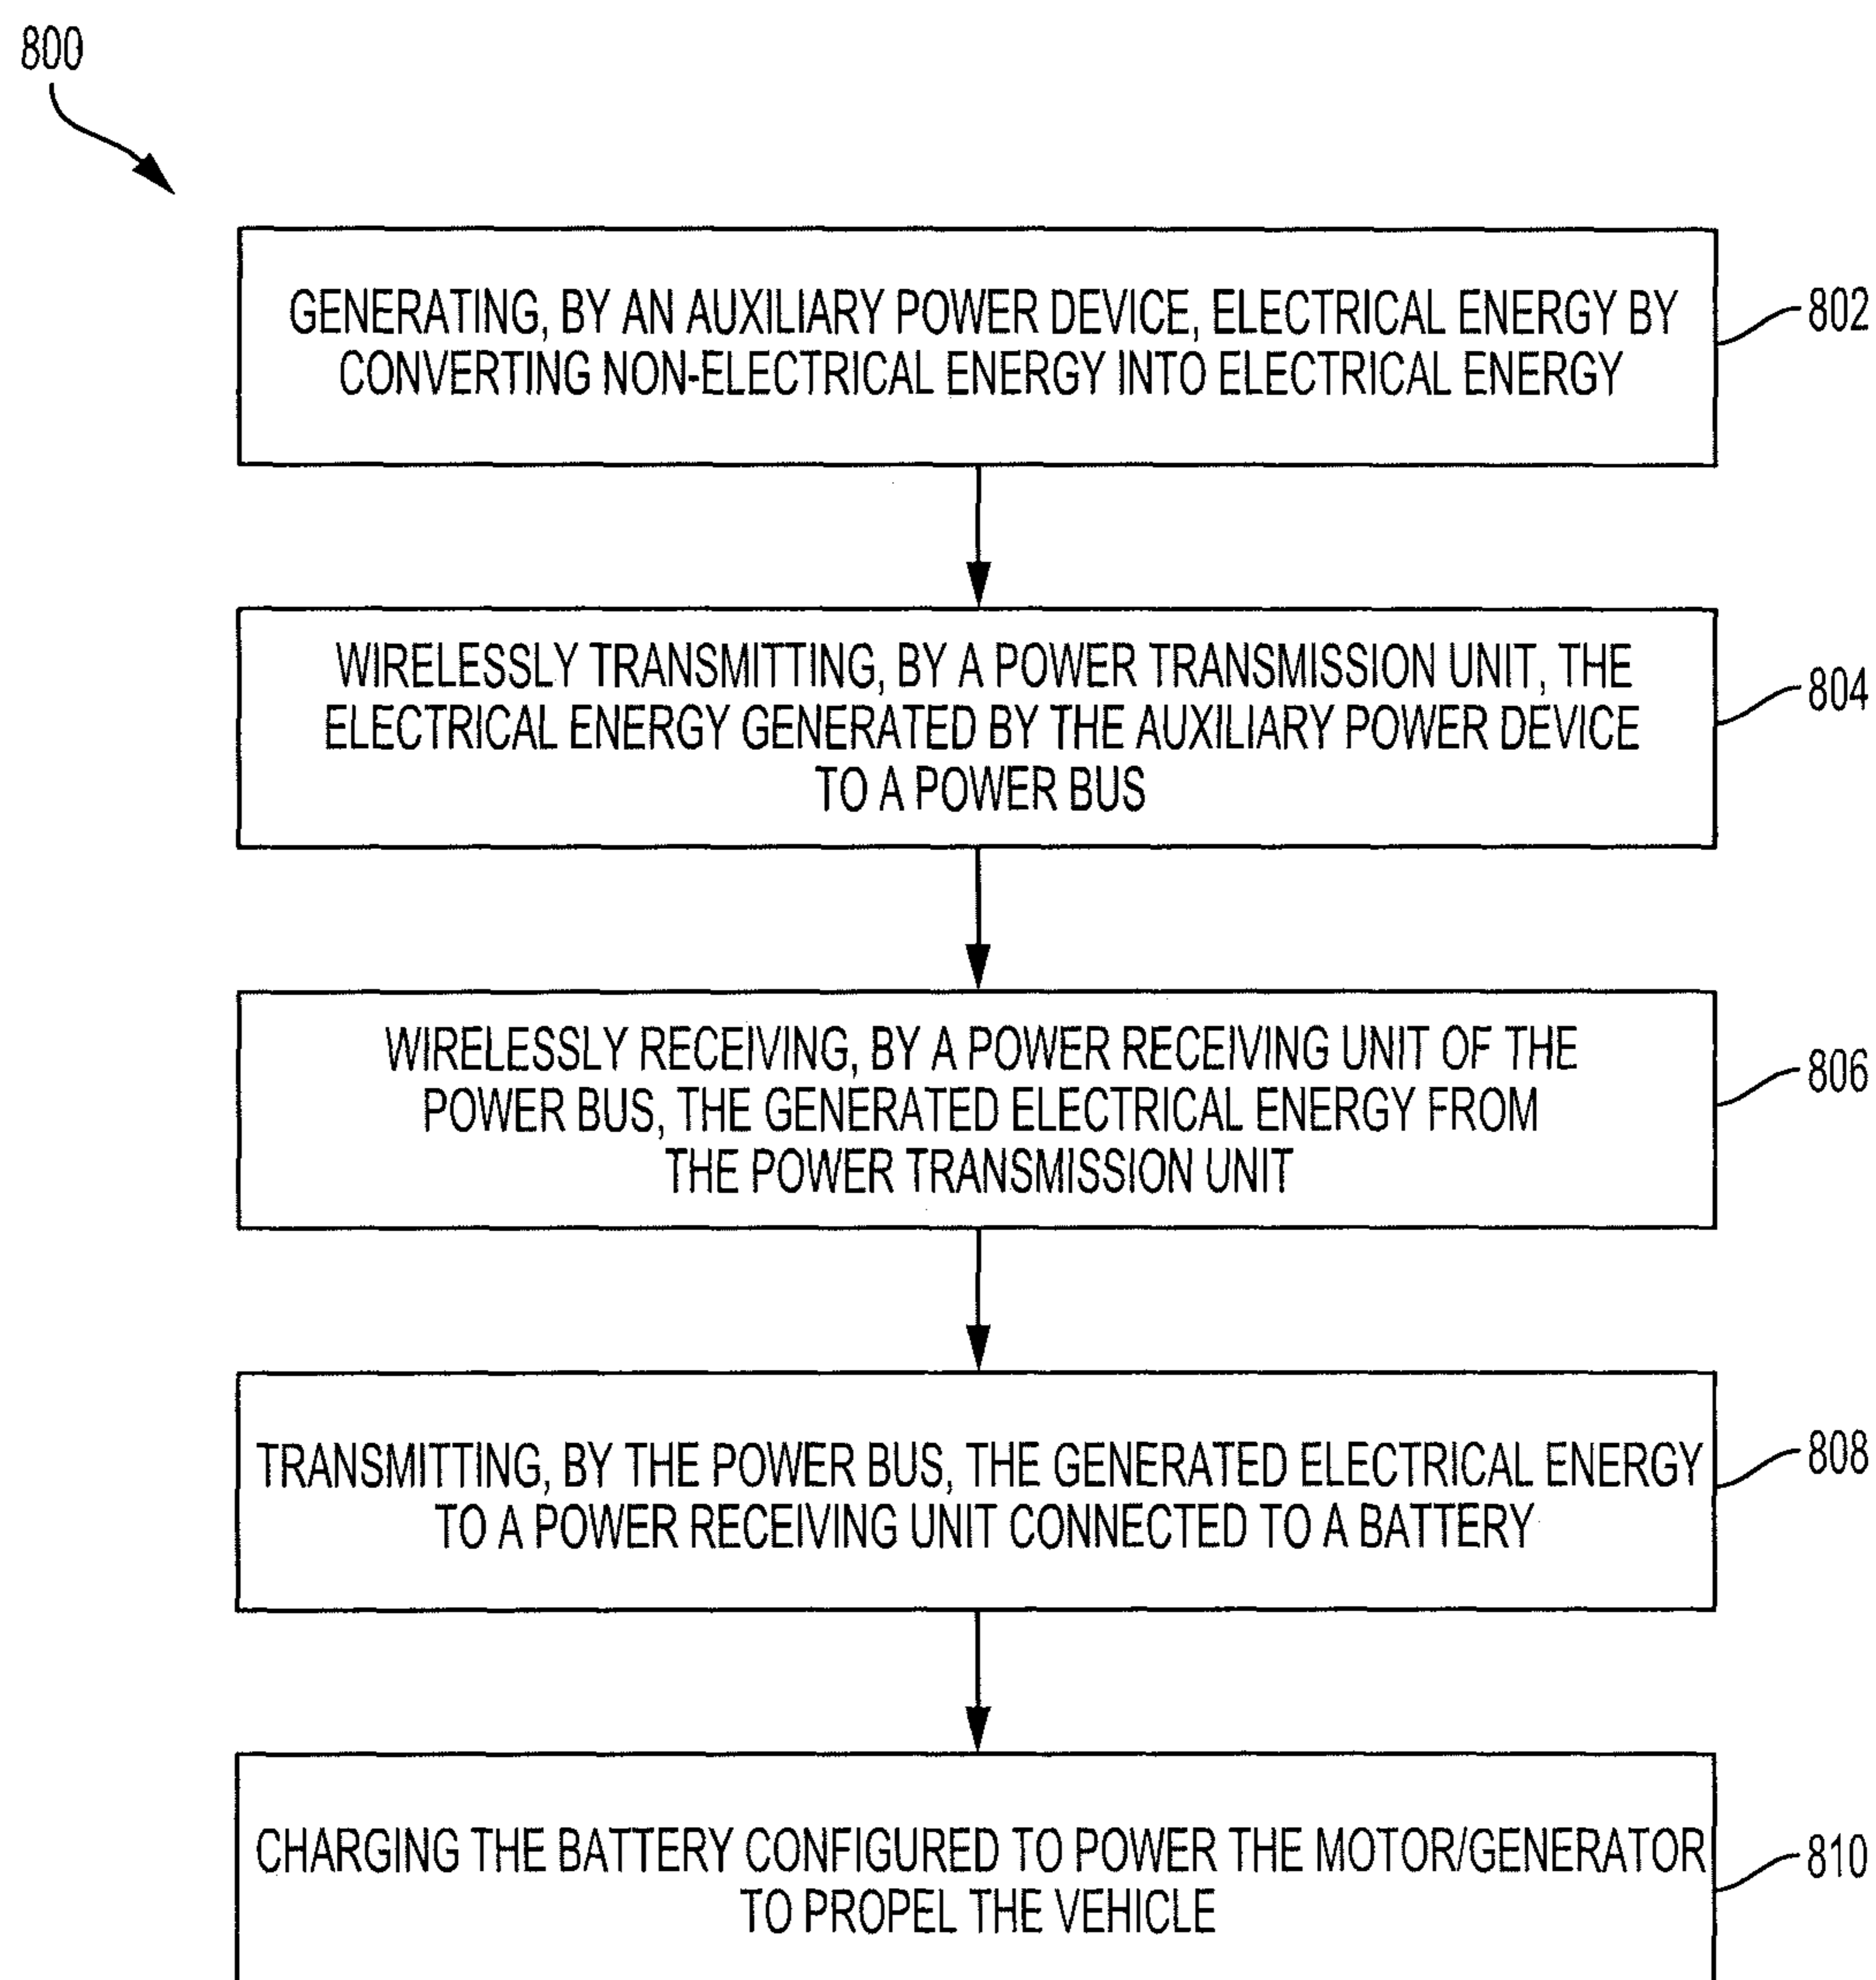 800
GENERATING, BY AN AUXILIARY POWER DEVICE, ELECTRICAL ENERGY BY
CONVERTING NON-ELECTRICAL ENERGY INTO ELECTRICAL ENERGY
802
WIRELESSLY TRANSMITTING, BY A POWER TRANSMISSION UNIT, THE
ELECTRICAL ENERGY GENERATED BY THE AUXILIARY POWER DEVICE
TO A POWER BUS
804
WIRELESSLY RECEIVING, BY A POWER RECEIVING UNIT OF THE
POWER BUS, THE GENERATED ELECTRICAL ENERGY FROM
THE POWER TRANSMISSION UNIT
806
TRANSMITTING, BY THE POWER BUS, THE GENERATED ELECTRICAL ENERGY
TO A POWER RECEIVING UNIT CONNECTED TO A BATTERY
808
CHARGING THE BATTERY CONFIGURED TO POWER THE MOTOR/GENERATOR
TO PROPEL THE VEHICLE
810